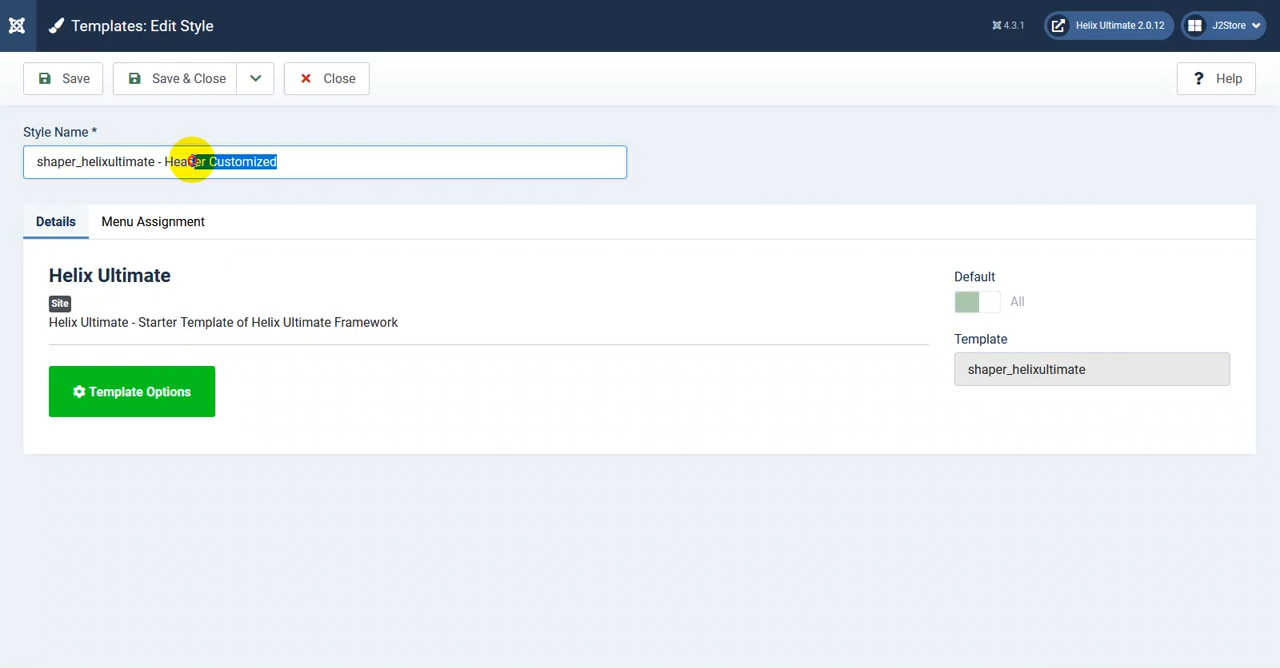 Templates: Edit Style
4.3.1
Helix Ultimate 2.0.12
J2Store
Save
Save & Close
Close
? Help
Style Name *
shaper_helixultimate - Header Customized
Details
Menu Assignment
Helix Ultimate
Site
Helix Ultimate - Starter Template of Helix Ultimate Framework
Template Options
Default
All
Template
shaper_helixultimate